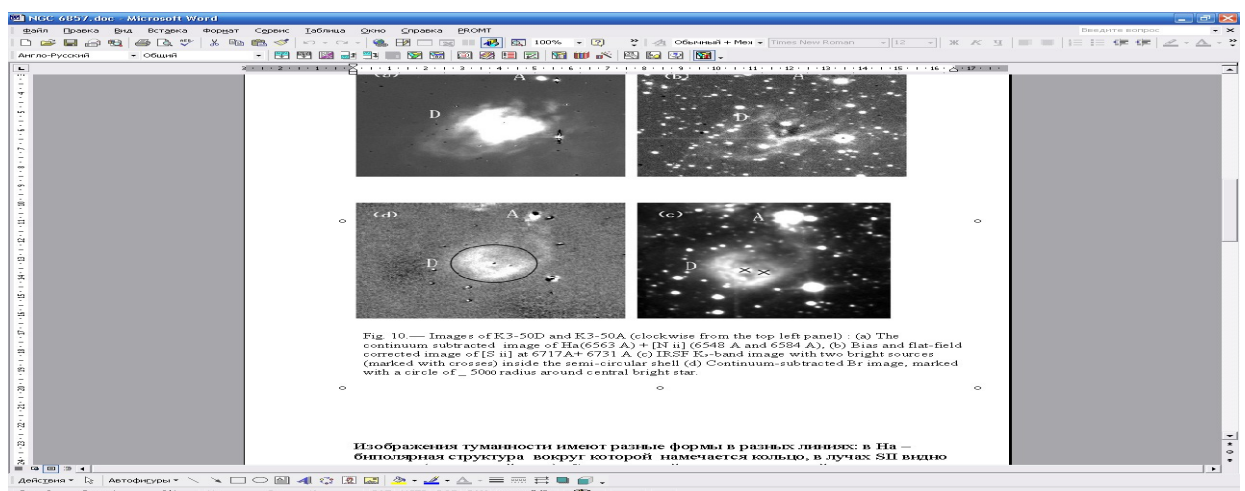 NGC 6857.doc - Microsoft Word
Файл Правка Вид Вставка Формат Сервис Таблица Окно Справка PROMT
Введите вопрос
100%
Обычный + Мех
Times New Roman
12
Ж К Ч
Англо-Русский
Общий
A
(b)
A
D
D
(d)
A
(c)
A
D
D
Fig. 10.— Images of K3-50D and K3-50A (clockwise from the top left panel) : (a) The
continuum subtracted image of Ha(6563 A) + [N ii] (6548 A and 6584 A), (b) Bias and flat-field
corrected image of [S ii] at 6717A+ 6731 A (c) IRSF Ks-band image with two bright sources
(marked with crosses) inside the semi-circular shell (d) Continuum-subtracted Br image, marked
with a circle of _ 5000 radius around central bright star.
Изображения туманности имеют разные формы в разных линиях: в На –
биполярная структура вокруг которой намечается кольцо, в лучах SII видно
Действия
Автофигуры